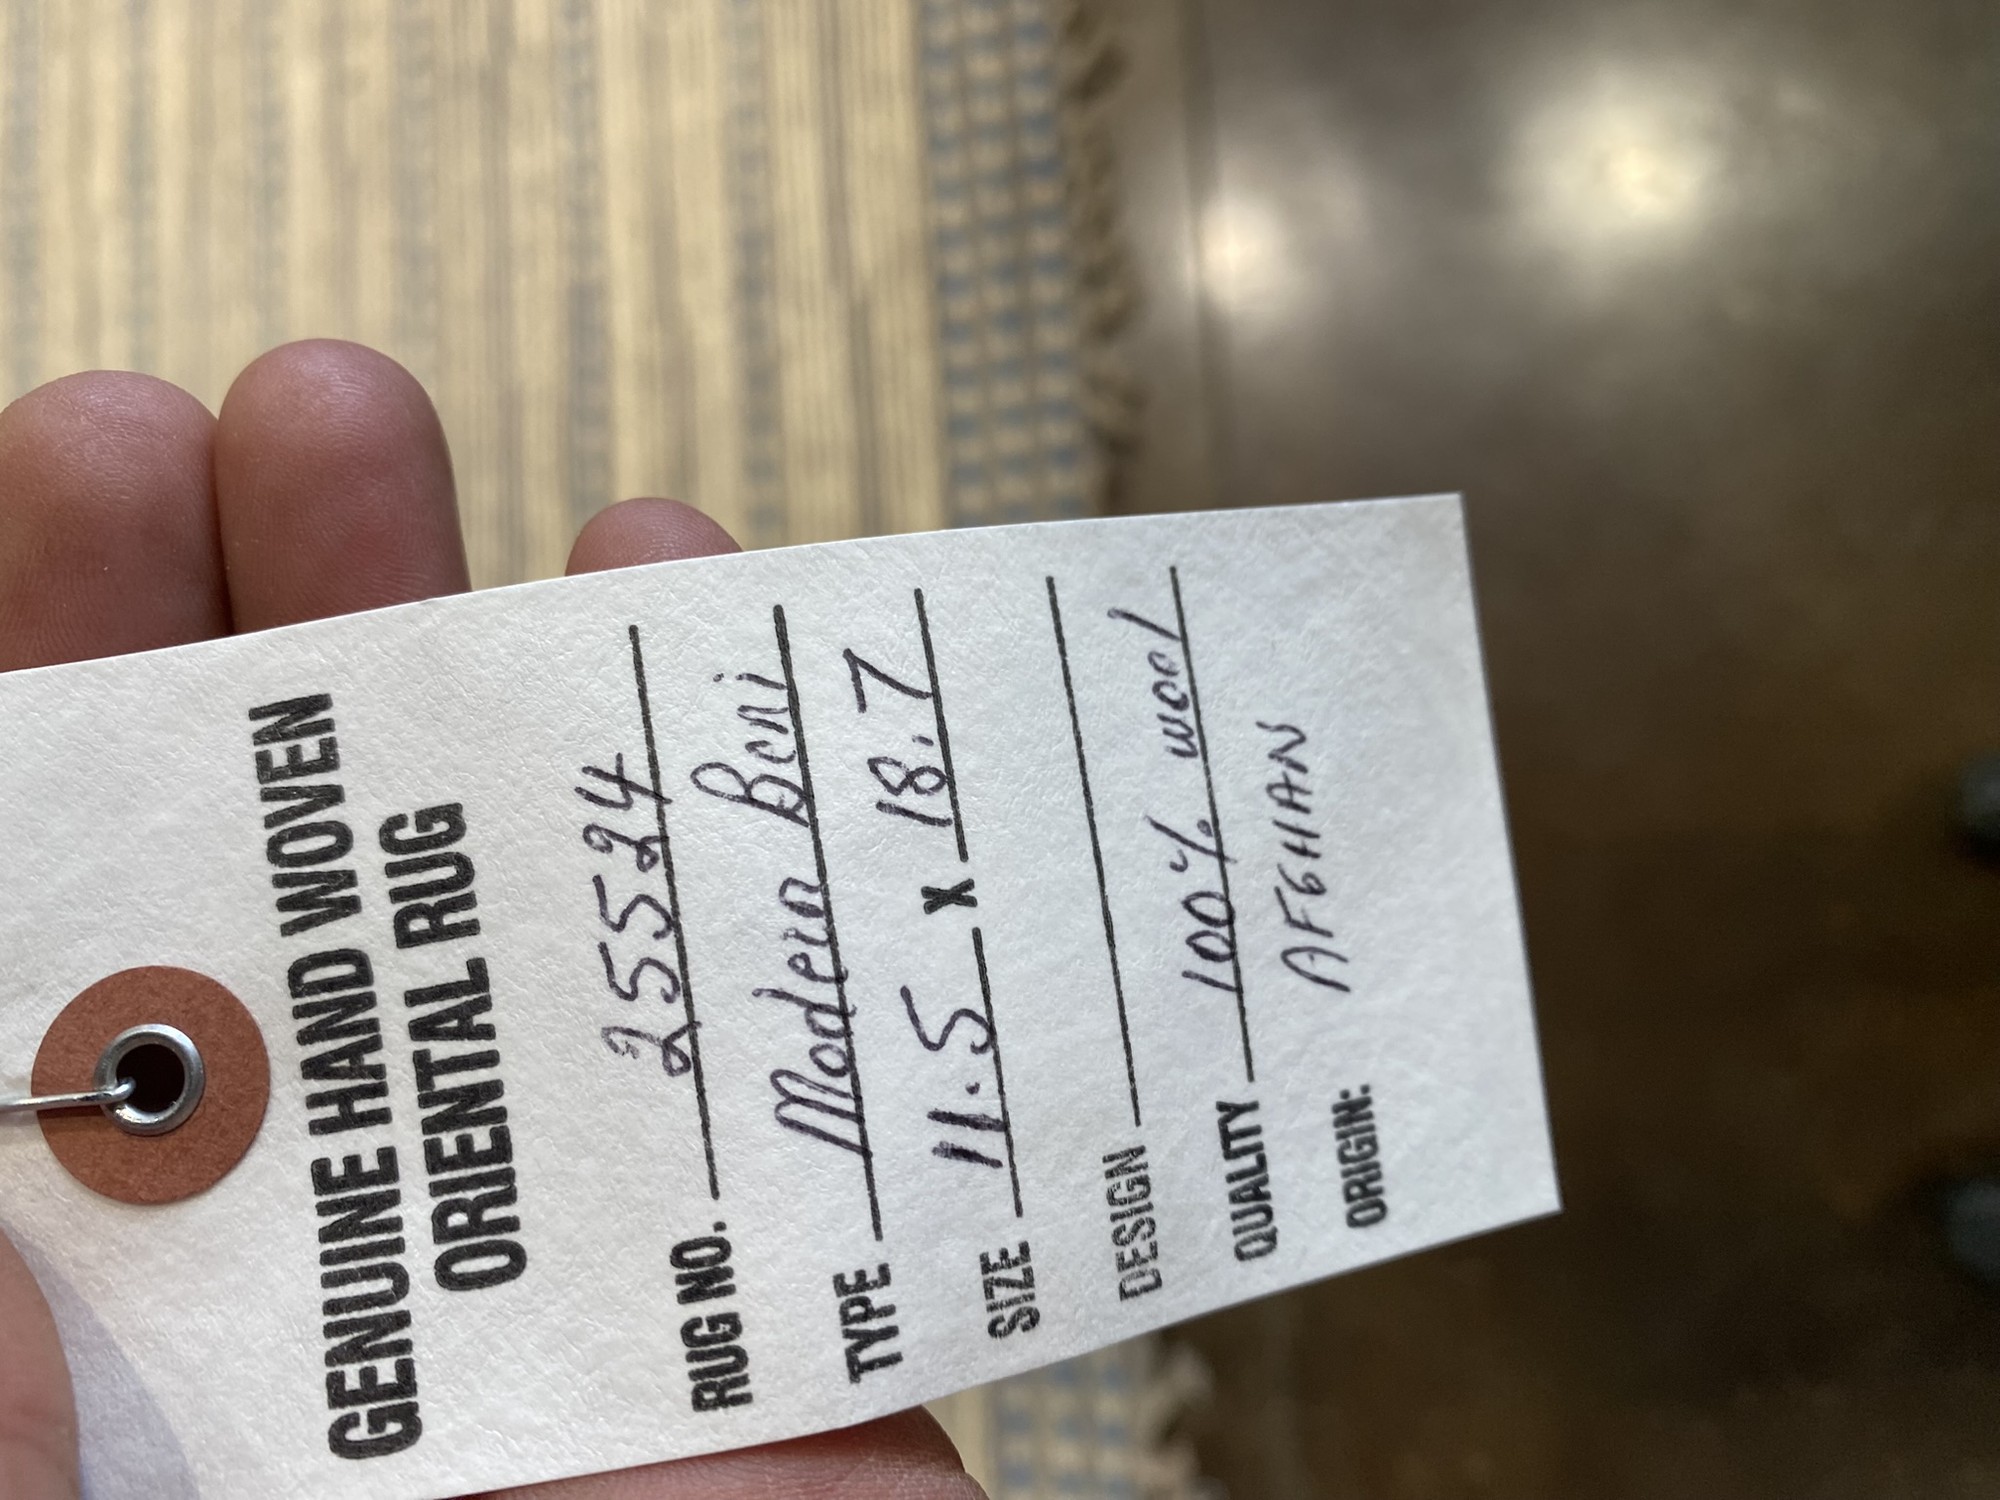 GENUINE HAND WOVEN
ORIENTAL RUG
RUG NO. 25524
TYPE Modern Beni
SIZE 11.5 X 18.7
DESIGN
QUALITY 100% wool
ORIGIN: AFGHAN